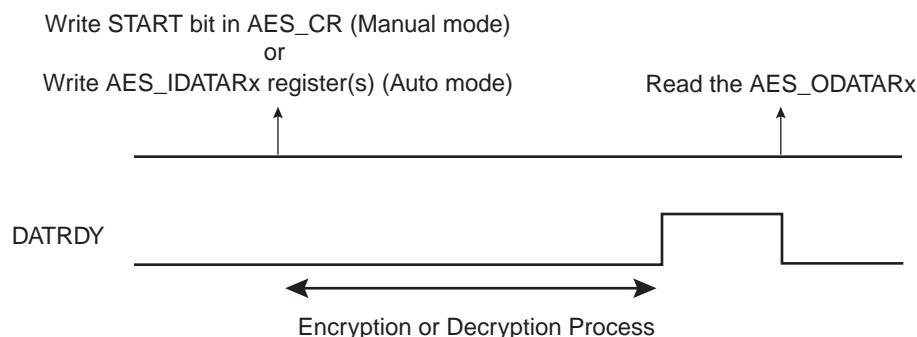 Write START bit in AES_CR (Manual mode)
or
Write AES_IDATARx register(s) (Auto mode)
Read the AES_ODATARx
DATRDY
Encryption or Decryption Process